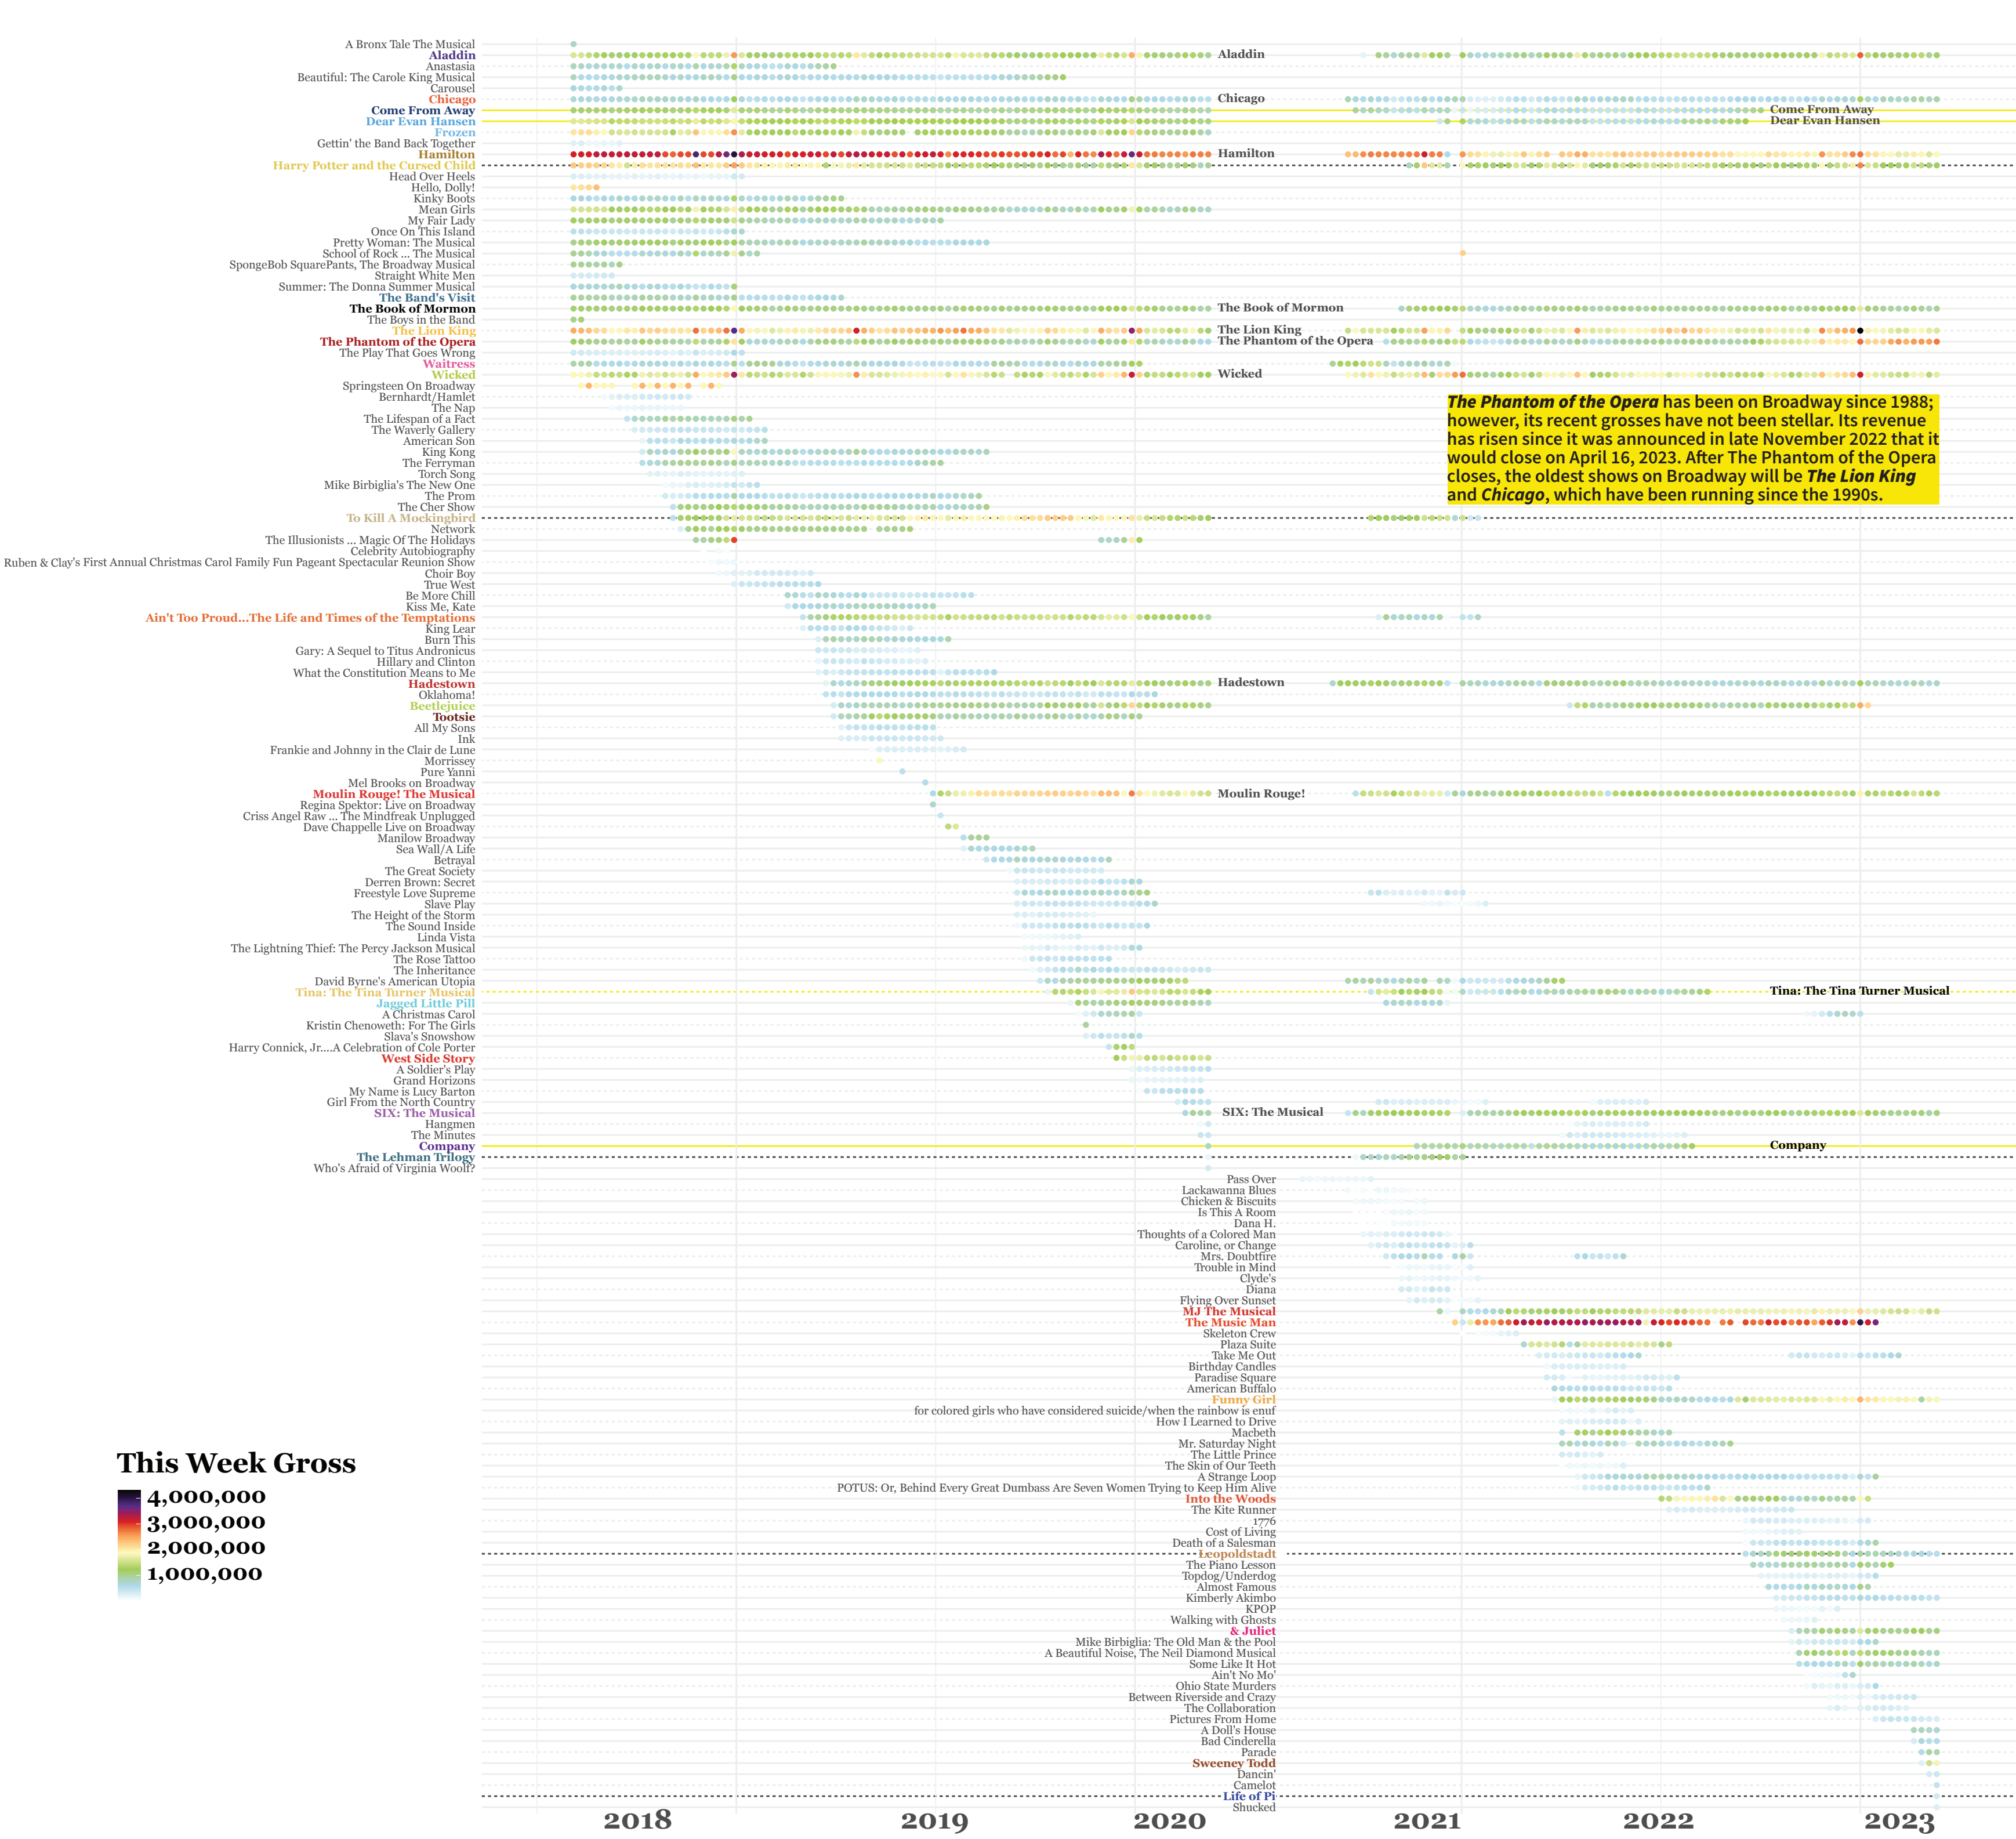 A Bronx Tale The Musical
Aladdin
Aladdin
Anastasia
Beautiful: The Carole King Musical
Carousel
Chicago
Chicago
Come From Away
Come From Away
Dear Evan Hansen
Dear Evan Hansen
Frozen
Gettin' the Band Back Together
Hamilton
Hamilton
Harry Potter and the Cursed Child
Head Over Heels
Hello, Dolly!
Kinky Boots
Mean Girls
My Fair Lady
Once On This Island
Pretty Woman: The Musical
School of Rock ... The Musical
SpongeBob SquarePants, The Broadway Musical
Straight White Men
Summer: The Donna Summer Musical
The Band's Visit
The Book of Mormon
The Book of Mormon
The Boys in the Band
The Lion King
The Lion King
The Phantom of the Opera
The Phantom of the Opera
The Play That Goes Wrong
Waitress
Wicked
Wicked
Springsteen On Broadway
Bernhardt/Hamlet
The Nap
The Lifespan of a Fact
The Waverly Gallery
American Son
King Kong
The Ferryman
Torch Song
Mike Birbiglia's The New One
The Prom
The Cher Show
The Phantom of the Opera has been on Broadway since 1988;
however, its recent grosses have not been stellar. Its revenue
has risen since it was announced in late November 2022 that it
would close on April 16, 2023. After The Phantom of the Opera
closes, the oldest shows on Broadway will be The Lion King
and Chicago, which have been running since the 1990s.
To Kill A Mockingbird
Network
The Illusionists ... Magic Of The Holidays
Celebrity Autobiography
Ruben & Clay's First Annual Christmas Carol Family Fun Pageant Spectacular Reunion Show
Choir Boy
True West
Be More Chill
Kiss Me, Kate
Ain't Too Proud...The Life and Times of the Temptations
King Lear
Burn This
Gary: A Sequel to Titus Andronicus
Hillary and Clinton
What the Constitution Means to Me
Hadestown
Hadestown
Oklahoma!
Beetlejuice
Tootsie
All My Sons
Ink
Frankie and Johnny in the Clair de Lune
Morrissey
Pure Yanni
Mel Brooks on Broadway
Moulin Rouge! The Musical
Moulin Rouge!
Regina Spektor: Live on Broadway
Criss Angel Raw ... The Mindfreak Unplugged
Dave Chappelle Live on Broadway
Manilow Broadway
Sea Wall/A Life
Betrayal
The Great Society
Derren Brown: Secret
Freestyle Love Supreme
Slave Play
The Height of the Storm
The Sound Inside
Linda Vista
The Lightning Thief: The Percy Jackson Musical
The Rose Tattoo
The Inheritance
David Byrne's American Utopia
Tina: The Tina Turner Musical
Tina: The Tina Turner Musical
Jagged Little Pill
A Christmas Carol
Kristin Chenoweth: For The Girls
Slava's Snowshow
Harry Connick, Jr....A Celebration of Cole Porter
West Side Story
A Soldier's Play
Grand Horizons
My Name is Lucy Barton
Girl From the North Country
SIX: The Musical
SIX: The Musical
Hangmen
The Minutes
Company
Company
The Lehman Trilogy
Who's Afraid of Virginia Woolf?
Pass Over
Lackawanna Blues
Chicken & Biscuits
Is This A Room
Dana H.
Thoughts of a Colored Man
Caroline, or Change
Mrs. Doubtfire
Trouble in Mind
Clyde's
Diana
Flying Over Sunset
MJ The Musical
The Music Man
Skeleton Crew
Plaza Suite
Take Me Out
Birthday Candles
Paradise Square
American Buffalo
Funny Girl
for colored girls who have considered suicide/when the rainbow is enuf
How I Learned to Drive
Macbeth
Mr. Saturday Night
The Little Prince
The Skin of Our Teeth
A Strange Loop
POTUS: Or, Behind Every Great Dumbass Are Seven Women Trying to Keep Him Alive
Into the Woods
The Kite Runner
1776
Cost of Living
Death of a Salesman
Leopoldstadt
The Piano Lesson
Topdog/Underdog
Almost Famous
Kimberly Akimbo
KPOP
Walking with Ghosts
& Juliet
Mike Birbiglia: The Old Man & the Pool
A Beautiful Noise, The Neil Diamond Musical
Some Like It Hot
Ain't No Mo'
Ohio State Murders
Between Riverside and Crazy
The Collaboration
Pictures From Home
A Doll's House
Bad Cinderella
Parade
Sweeney Todd
Dancin'
Camelot
Life of Pi
Shucked
This Week Gross
4,000,000
3,000,000
2,000,000
1,000,000
2018 2019 2020 2021 2022 2023